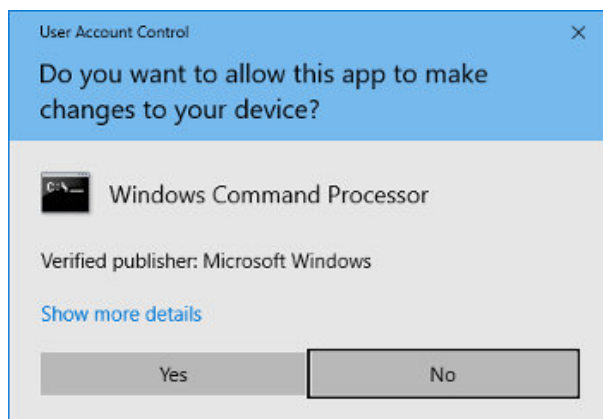 User Account Control
Do you want to allow this app to make
changes to your device?
C:\_
Windows Command Processor
Verified publisher: Microsoft Windows
Show more details
Yes
No